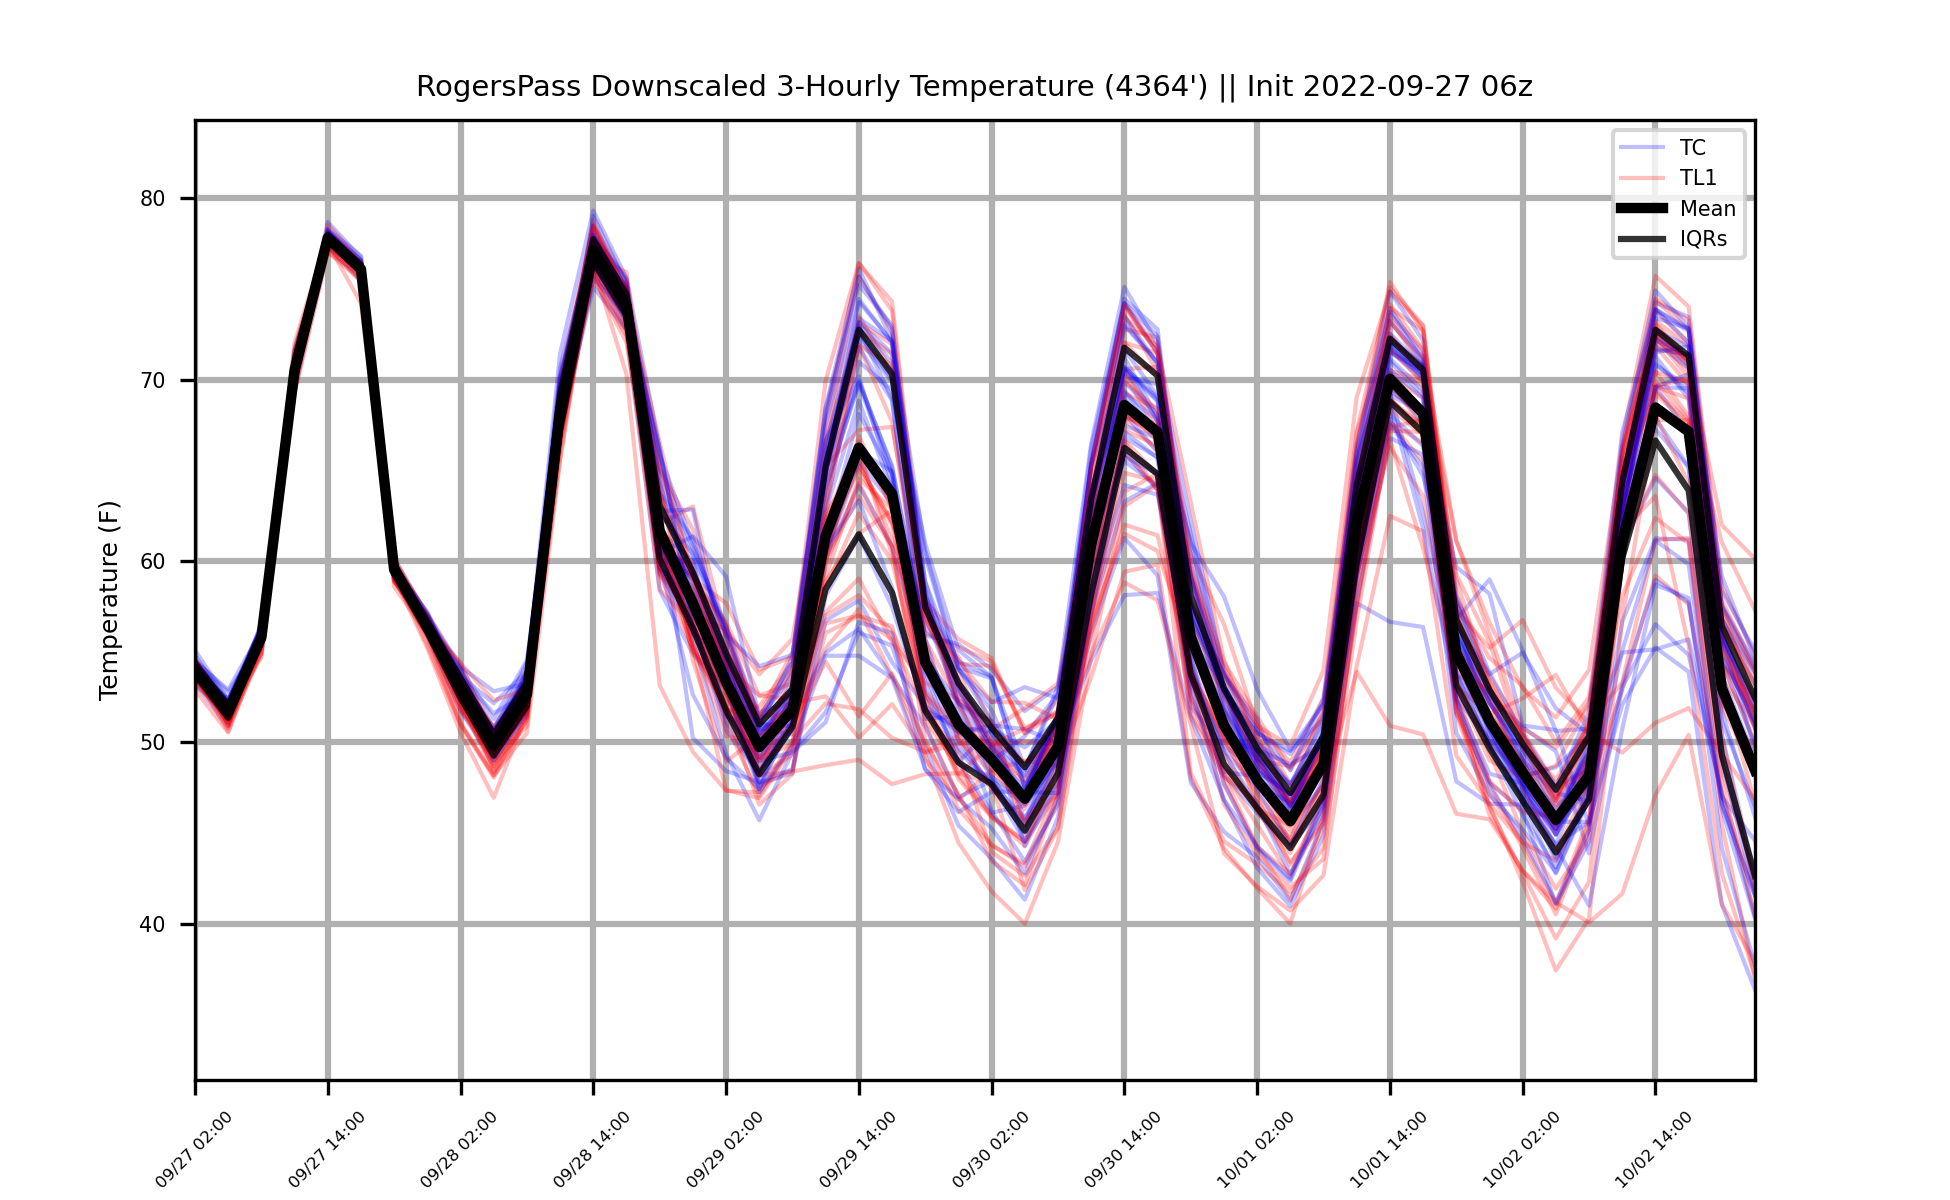 RogersPass Downscaled 3-Hourly Temperature (4364') || Init 2022-09-27 06z
TC
TL1
Mean
IQRs
Temperature (F)
80
70
60
50
40
09/27 02:00
09/27 14:00
09/28 02:00
09/28 14:00
09/29 02:00
09/29 14:00
09/30 02:00
09/30 14:00
10/01 02:00
10/01 14:00
10/02 02:00
10/02 14:00